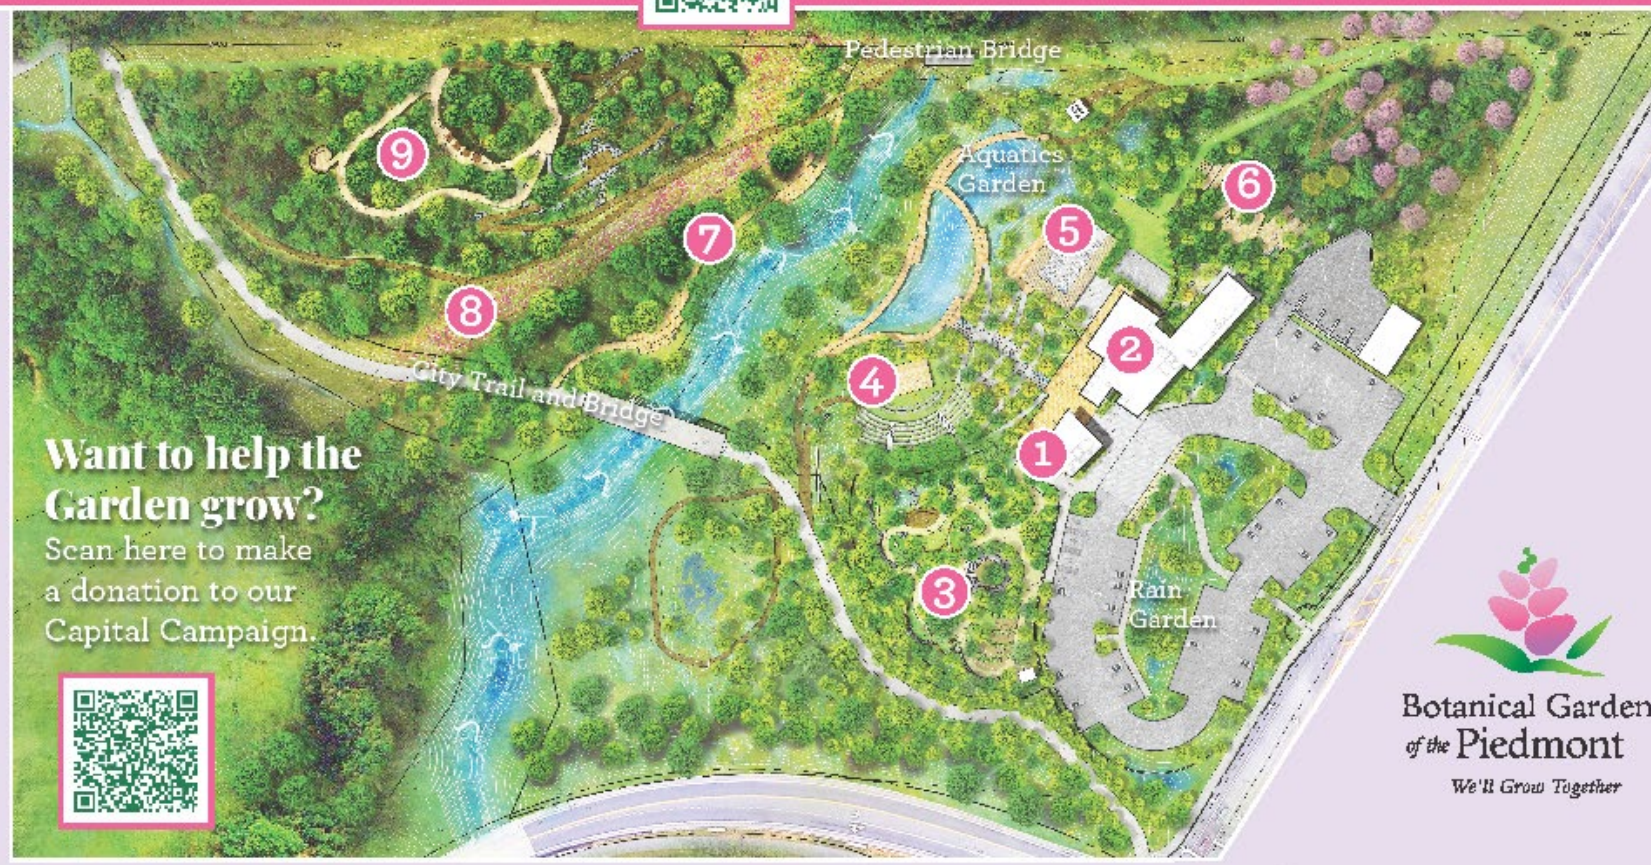 Pedestrian Bridge
Aquatics
Garden
9
6
5
7
8
2
4
City Trail and Bridge
1
3
Rain
Garden
Want to help the
Garden grow?
Scan here to make
a donation to our
Capital Campaign.
Botanical Garden
of the Piedmont
We'll Grow Together